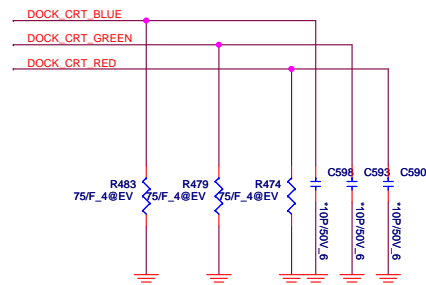 DOCK_CRT_BLUE
DOCK_CRT_GREEN
DOCK_CRT_RED
R483
75/F_4@EV
R479
75/F_4@EV
R474
75/F_4@EV
C598
*10P/50V_6
C593
*10P/50V_6
C590
*10P/50V_6